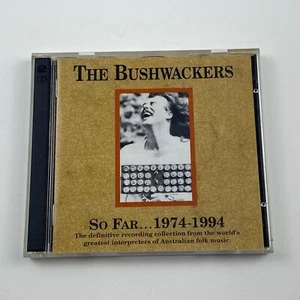 THE BUSHWACKERS
SO FAR...1974-1994
The definitive recording collection from the world's
greatest interpreters of Australian folk music